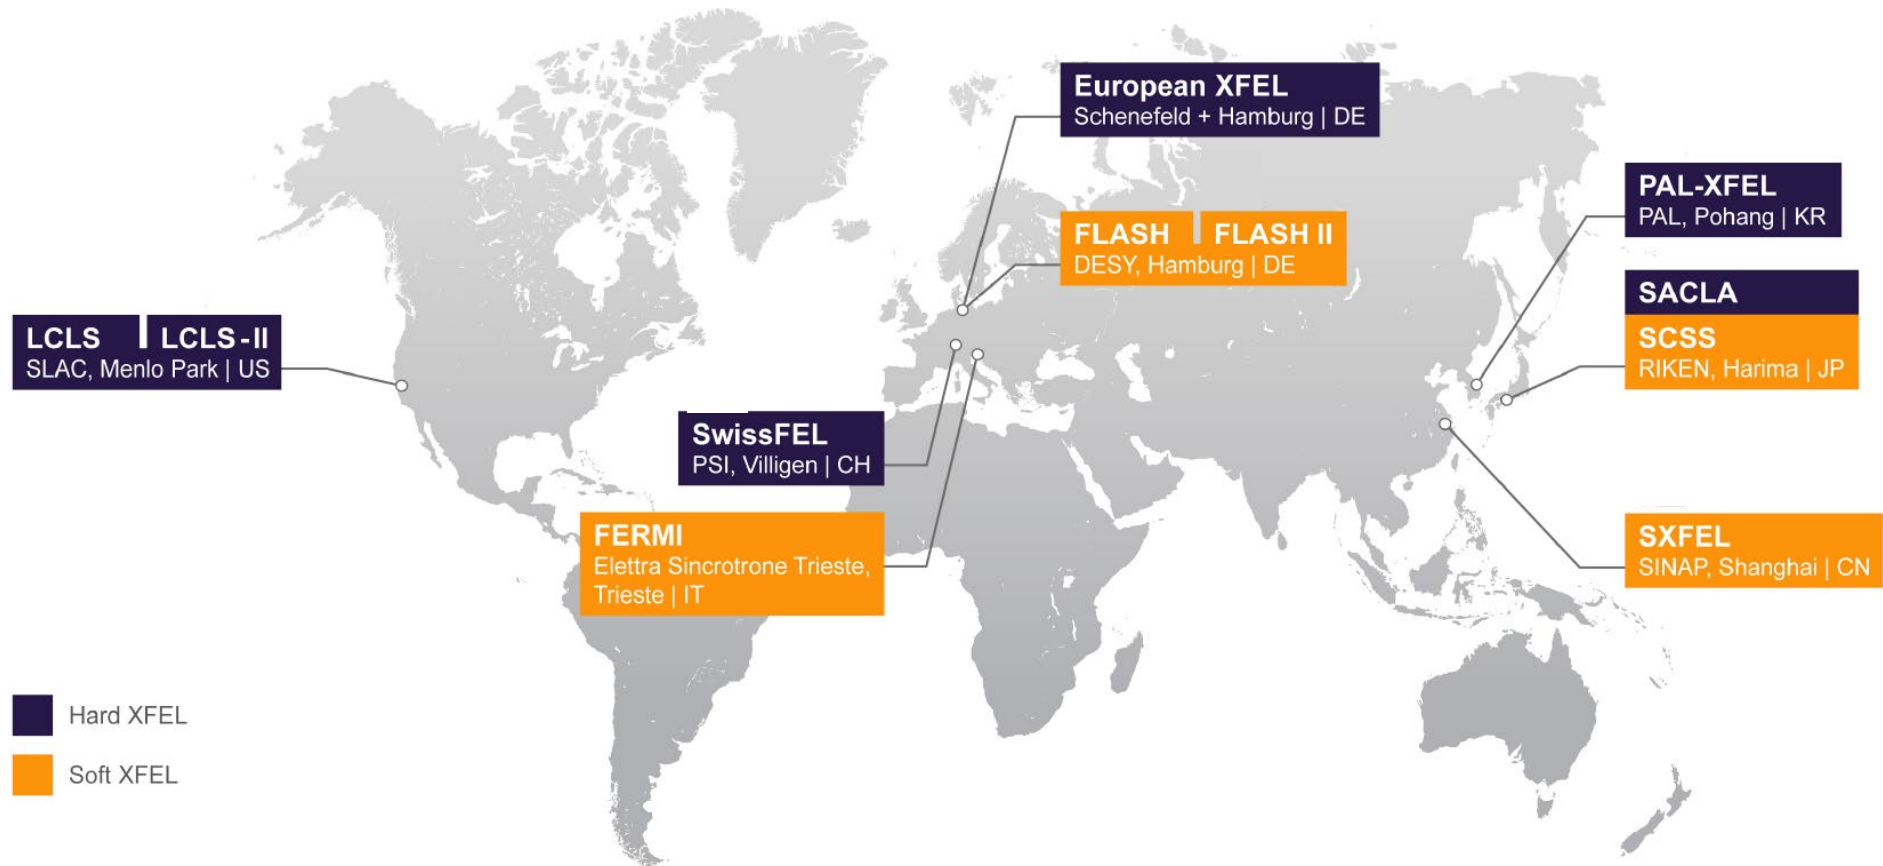 European XFEL
Schenefeld + Hamburg | DE
PAL-XFEL
PAL, Pohang | KR
FLASH FLASH II
DESY, Hamburg | DE
SACLA
SCSS
RIKEN, Harima | JP
LCLS LCLS-II
SLAC, Menlo Park | US
SwissFEL
PSI, Villigen | CH
FERMI
Elettra Sincrotrone Trieste,
Trieste | IT
SXFEL
SINAP, Shanghai | CN
Hard XFEL
Soft XFEL